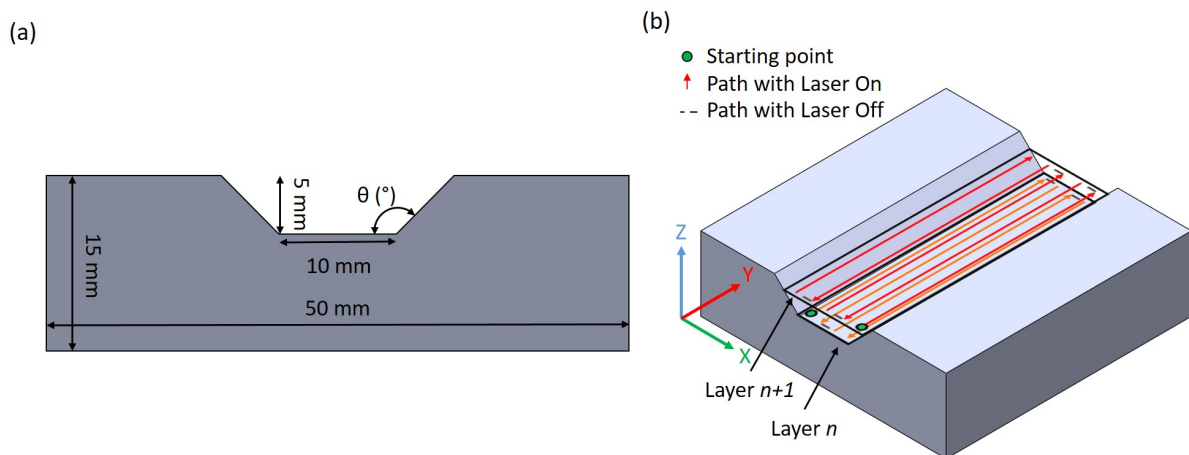 (a)
5 mm
θ (°)
15 mm
10 mm
50 mm
(b)
Starting point
Path with Laser On
Path with Laser Off
Z
Y
X
Layer n+1
Layer n